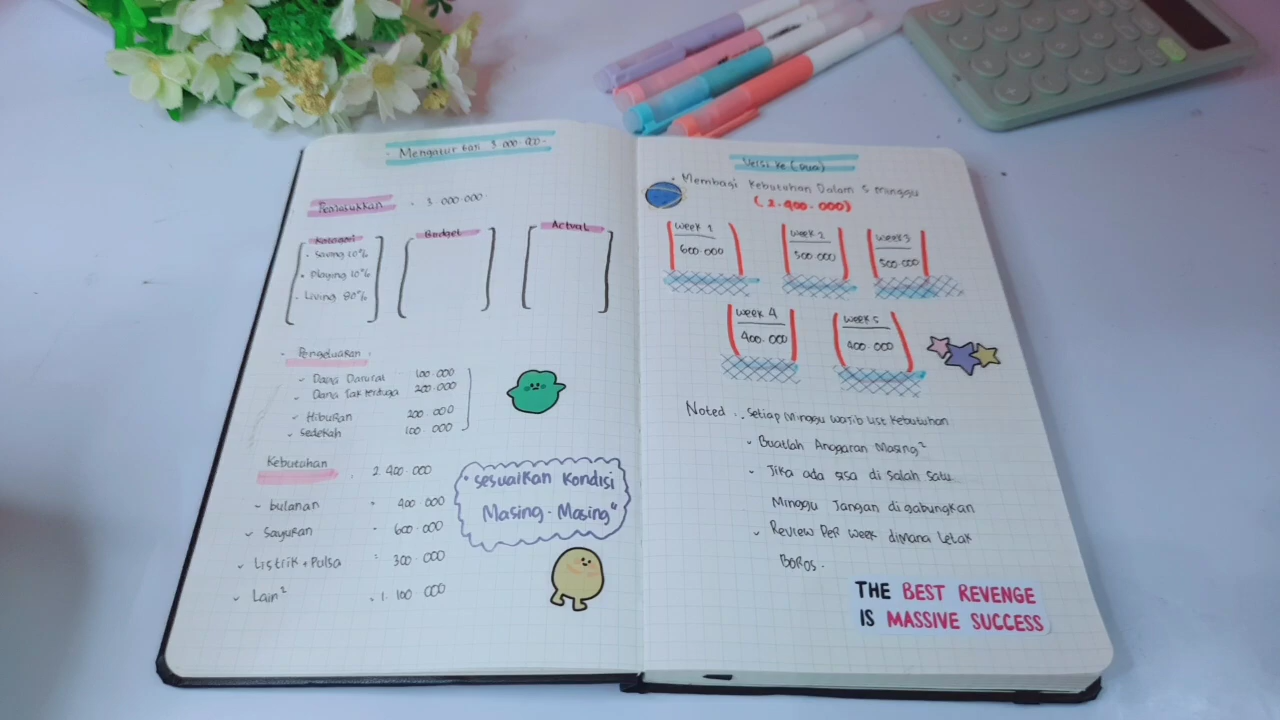 Mengatur Gaji 3.000.000.
Pemasukkan . 3.000.000
Kategori
- Saving 10%
• Playing 10%
- Living 80%
Budget
Actual
Pengeluaran :
Dana Darurat 100.000
Dana Tak terduga 200.000
Hiburan 200.000
Sedekah 100.000
Kebutuhan . 2.400.000
bulanan = 400.000
Sayuran = 600.000
Listrik + Pulsa = 300.000
Lain² = 1.100.000
"Sesuaikan Kondisi
Masing-Masing"
Versi ke (dua)
• Membagi Kebutuhan Dalam 5 minggu
(2.400.000)
Week 1
600.000
Week 2
500.000
Week 3
500.000
Week 4
400.000
Week 5
400.000
Noted : . Setiap Minggu Wajib List Kebutuhan
Buatlah Anggaran Masing²
Jika ada sisa di Salah Satu
Minggu Jangan di gabungkan
Review Per Week dimana Letak
Boros.
THE BEST REVENGE
IS MASSIVE SUCCESS